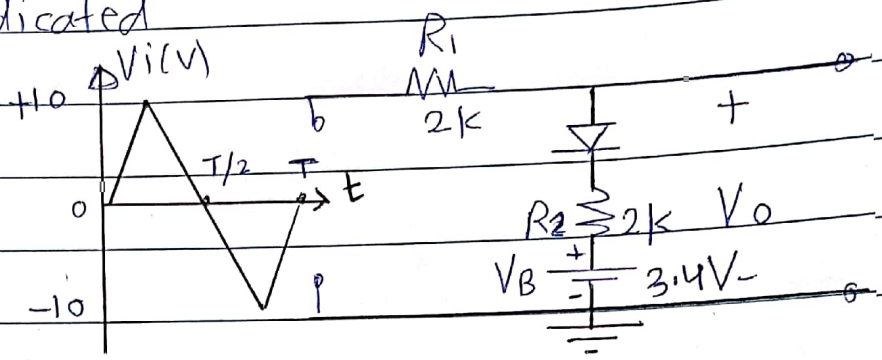 dicated
Vi(V)
+10
R1
2K
+
T/2
T
t
0
R2
2K
Vo
VB
+
-
3.4V
-
-10